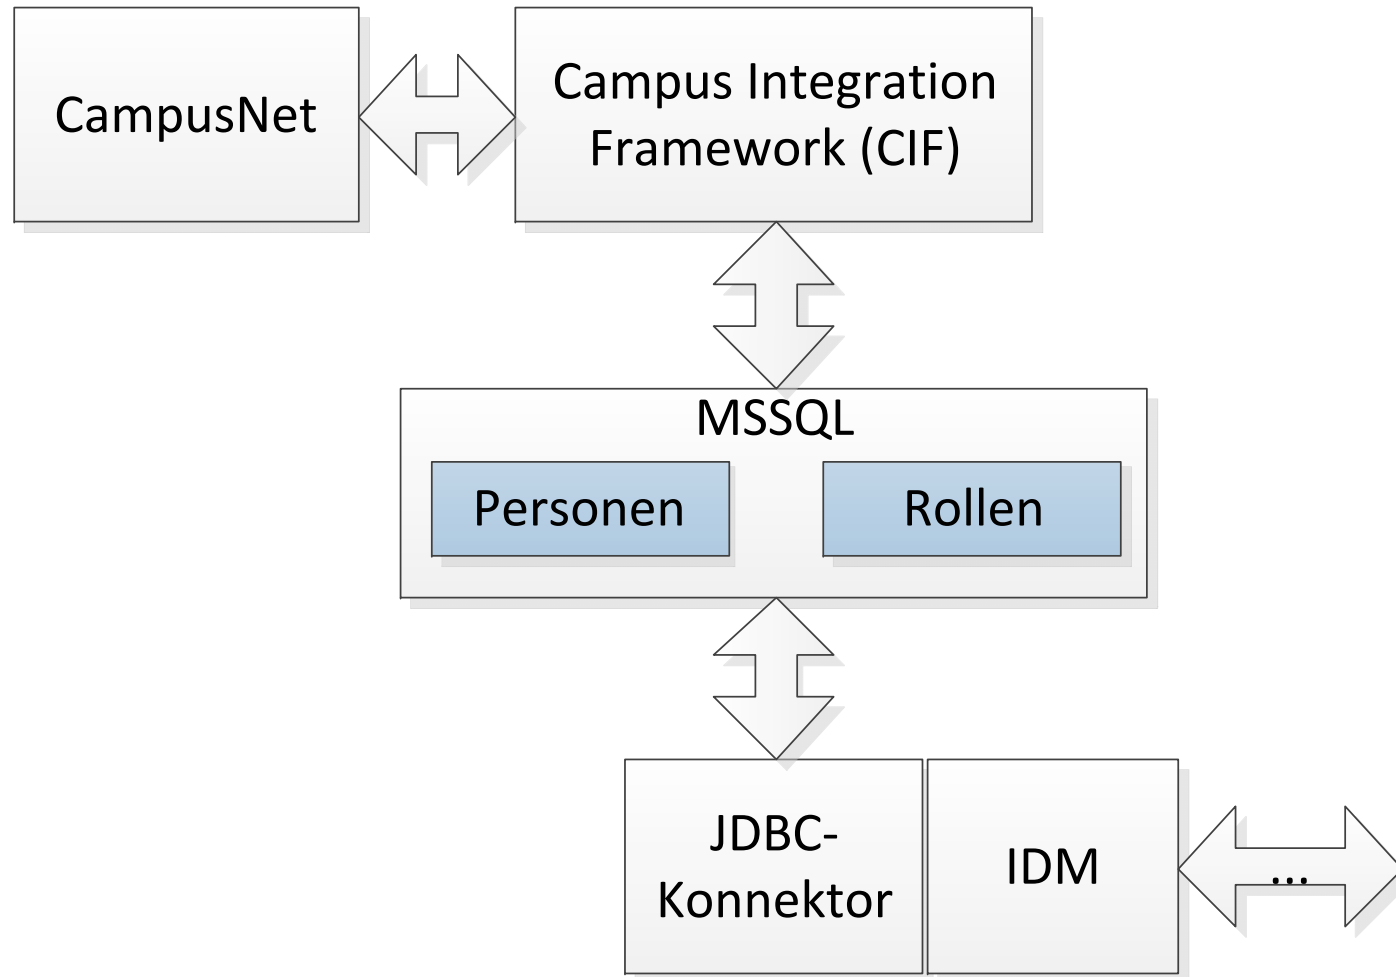 CampusNet
Campus Integration
Framework (CIF)
MSSQL
Personen
Rollen
JDBC-
Konnektor
IDM
...